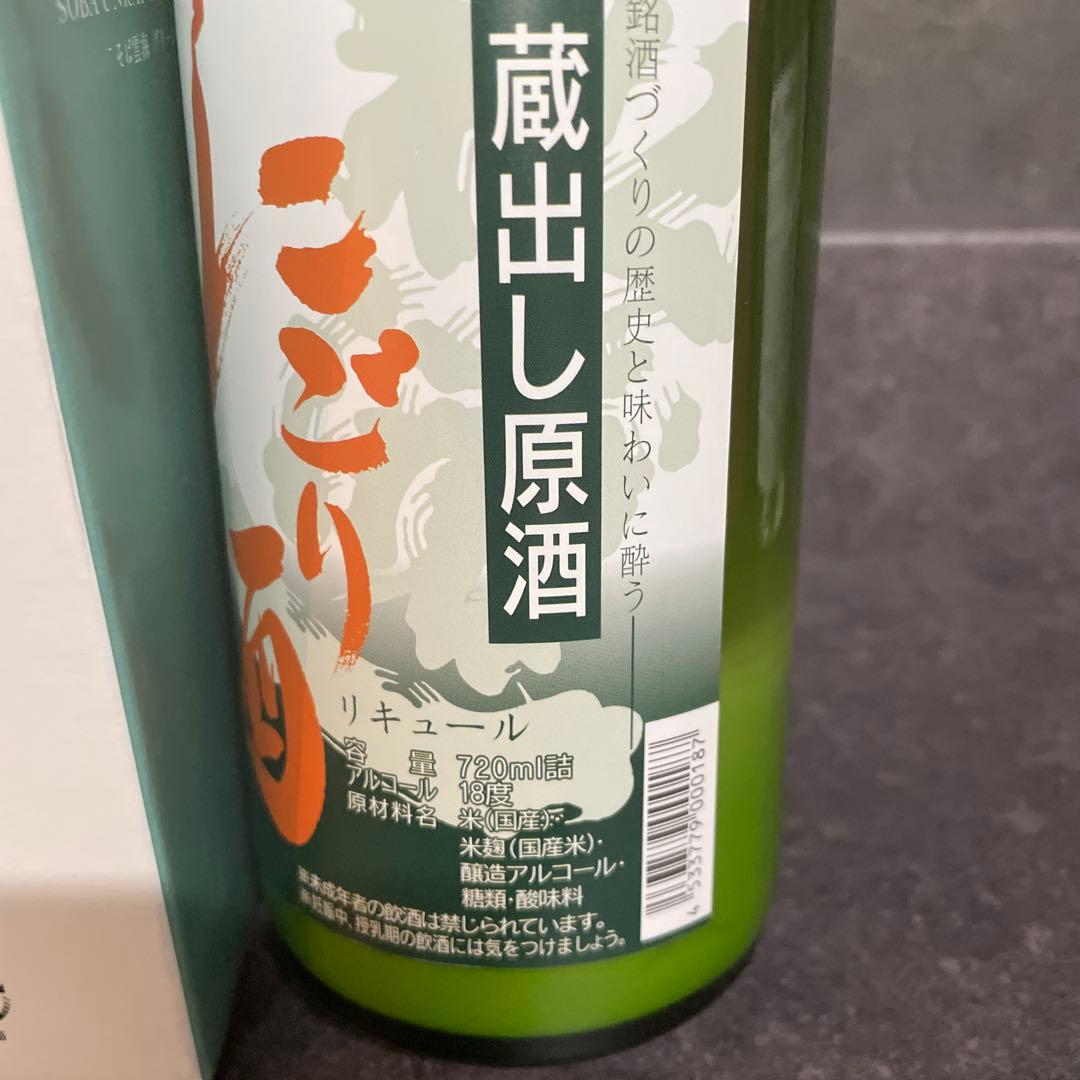 銘酒づくりの歴史と味わいに酔う
蔵出し原酒
にごり
酒
リキュール
容量 720ml詰
アルコール 18度
原材料名 米(国産)・
米麹(国産米)・
醸造アルコール・
糖類・酸味料
※未成年者の飲酒は禁じられています。
※妊娠中、授乳期の飲酒には気をつけましょう。
4533779000187
そば雲海